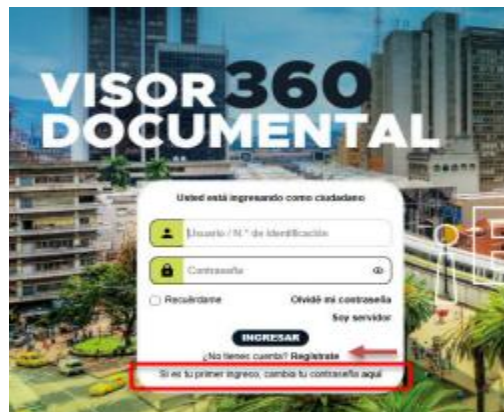 VISOR 360
DOCUMENTAL
Usted está ingresando como ciudadano
Usuario / N.° de Identificación
Contraseña
Recuérdame
Olvidé mi contraseña
Soy servidor
INGRESAR
¿No tienes cuenta? Regístrate
Si es tu primer ingreso, cambia tu contraseña aquí